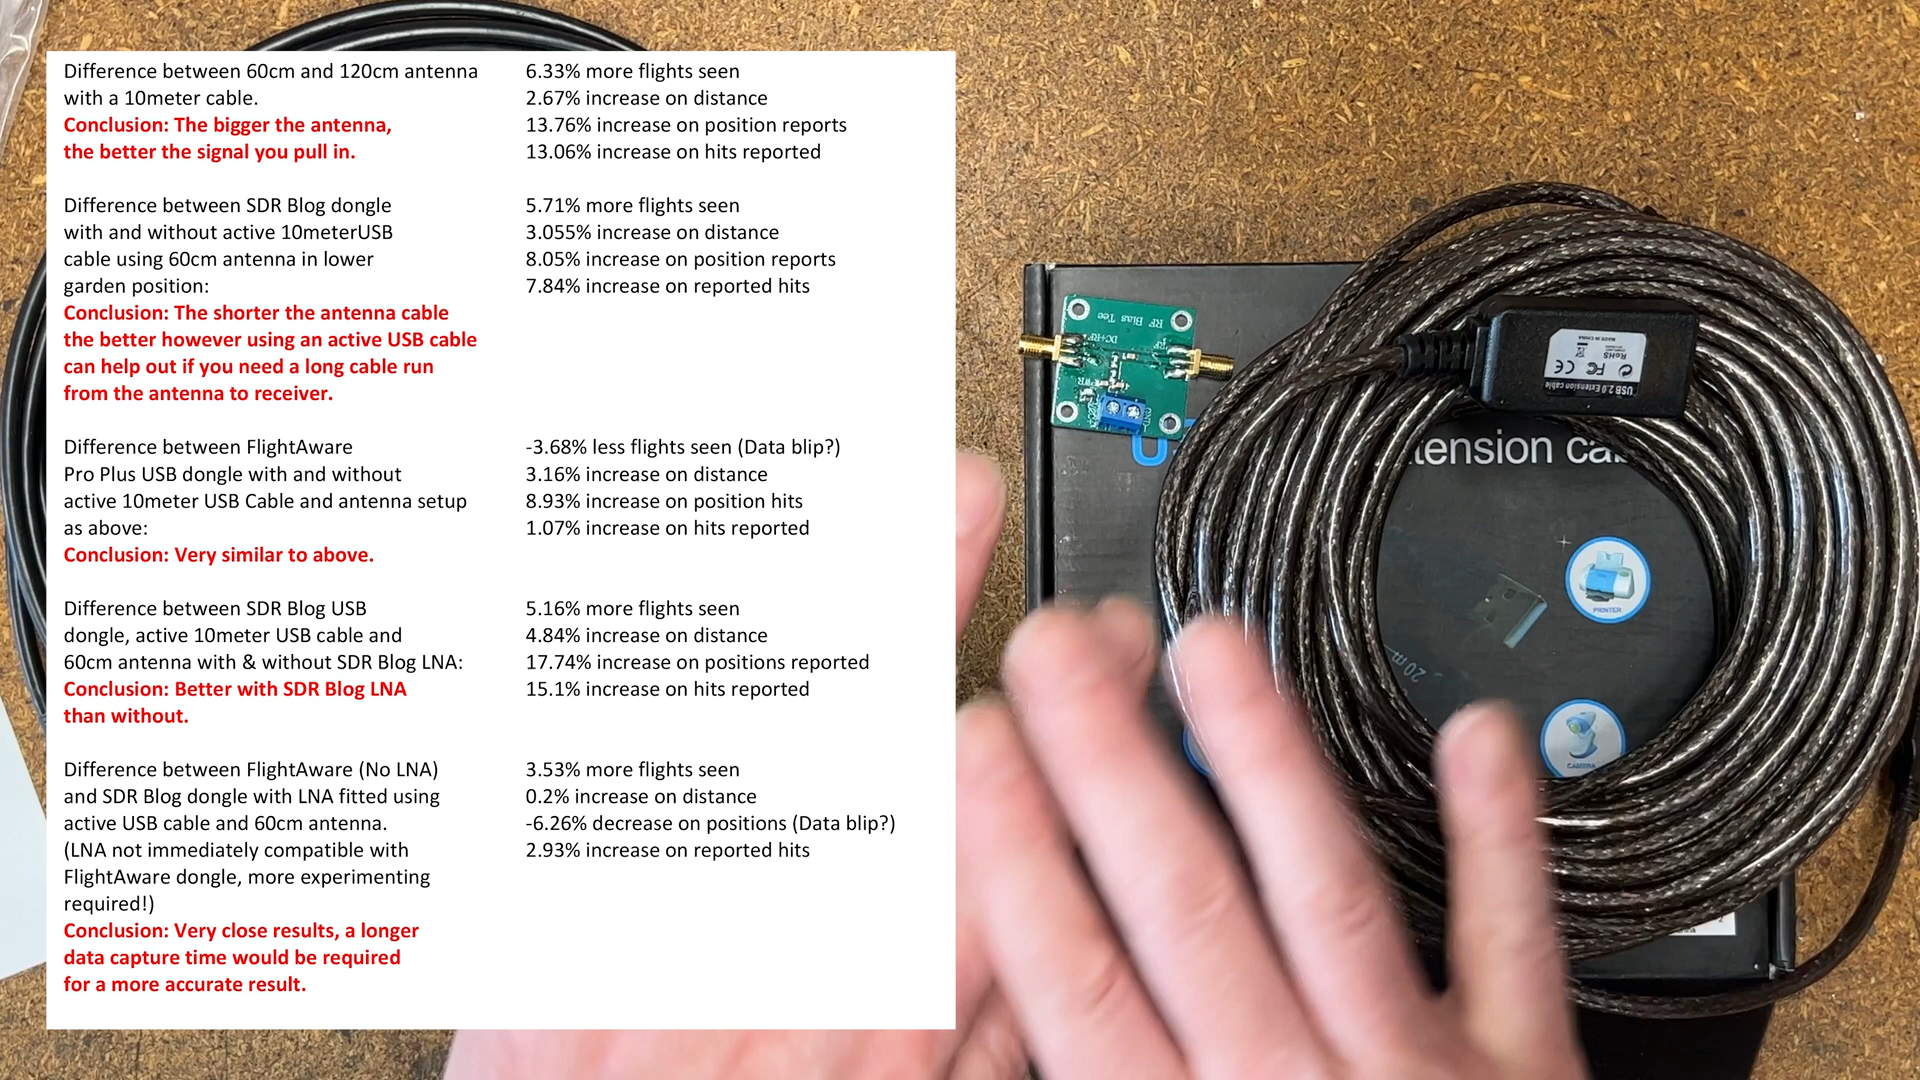 Difference between 60cm and 120cm antenna
with a 10meter cable.
Conclusion: The bigger the antenna,
the better the signal you pull in.
6.33% more flights seen
2.67% increase on distance
13.76% increase on position reports
13.06% increase on hits reported
Difference between SDR Blog dongle
with and without active 10meterUSB
cable using 60cm antenna in lower
garden position:
Conclusion: The shorter the antenna cable
the better however using an active USB cable
can help out if you need a long cable run
from the antenna to receiver.
5.71% more flights seen
3.055% increase on distance
8.05% increase on position reports
7.84% increase on reported hits
Difference between FlightAware
Pro Plus USB dongle with and without
active 10meter USB Cable and antenna setup
as above:
Conclusion: Very similar to above.
-3.68% less flights seen (Data blip?)
3.16% increase on distance
8.93% increase on position hits
1.07% increase on hits reported
Difference between SDR Blog USB
dongle, active 10meter USB cable and
60cm antenna with & without SDR Blog LNA:
Conclusion: Better with SDR Blog LNA
than without.
5.16% more flights seen
4.84% increase on distance
17.74% increase on positions reported
15.1% increase on hits reported
Difference between FlightAware (No LNA)
and SDR Blog dongle with LNA fitted using
active USB cable and 60cm antenna.
(LNA not immediately compatible with
FlightAware dongle, more experimenting
required!)
Conclusion: Very close results, a longer
data capture time would be required
for a more accurate result.
3.53% more flights seen
0.2% increase on distance
-6.26% decrease on positions (Data blip?)
2.93% increase on reported hits
RF Bias Tee
DC+RF
RF
PWR
GND
USB 2.0 Extension cable
FC CE
RoHS
MADE IN CHINA
tension ca
PRINTER
20m
CAMERA